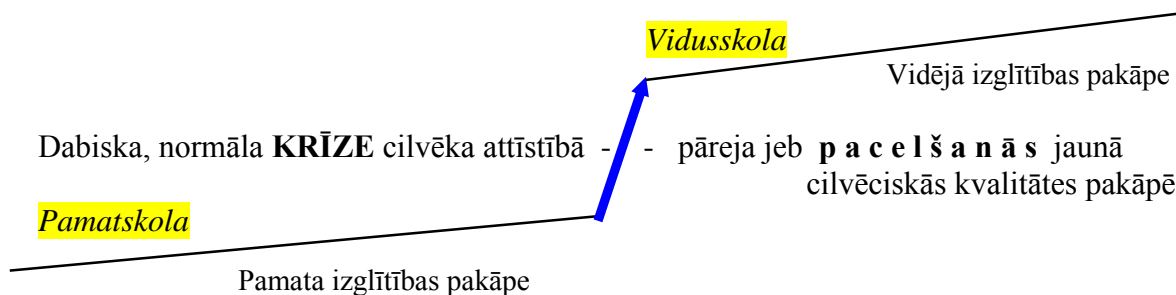 Vidusskola
Vidējā izglītības pakāpe
Dabiska, normāla KRĪZE cilvēka attīstībā - - pāreja jeb p a c e l š a n ā s jaunā
cilvēciskās kvalitātes pakāpē
Pamatskola
Pamata izglītības pakāpe